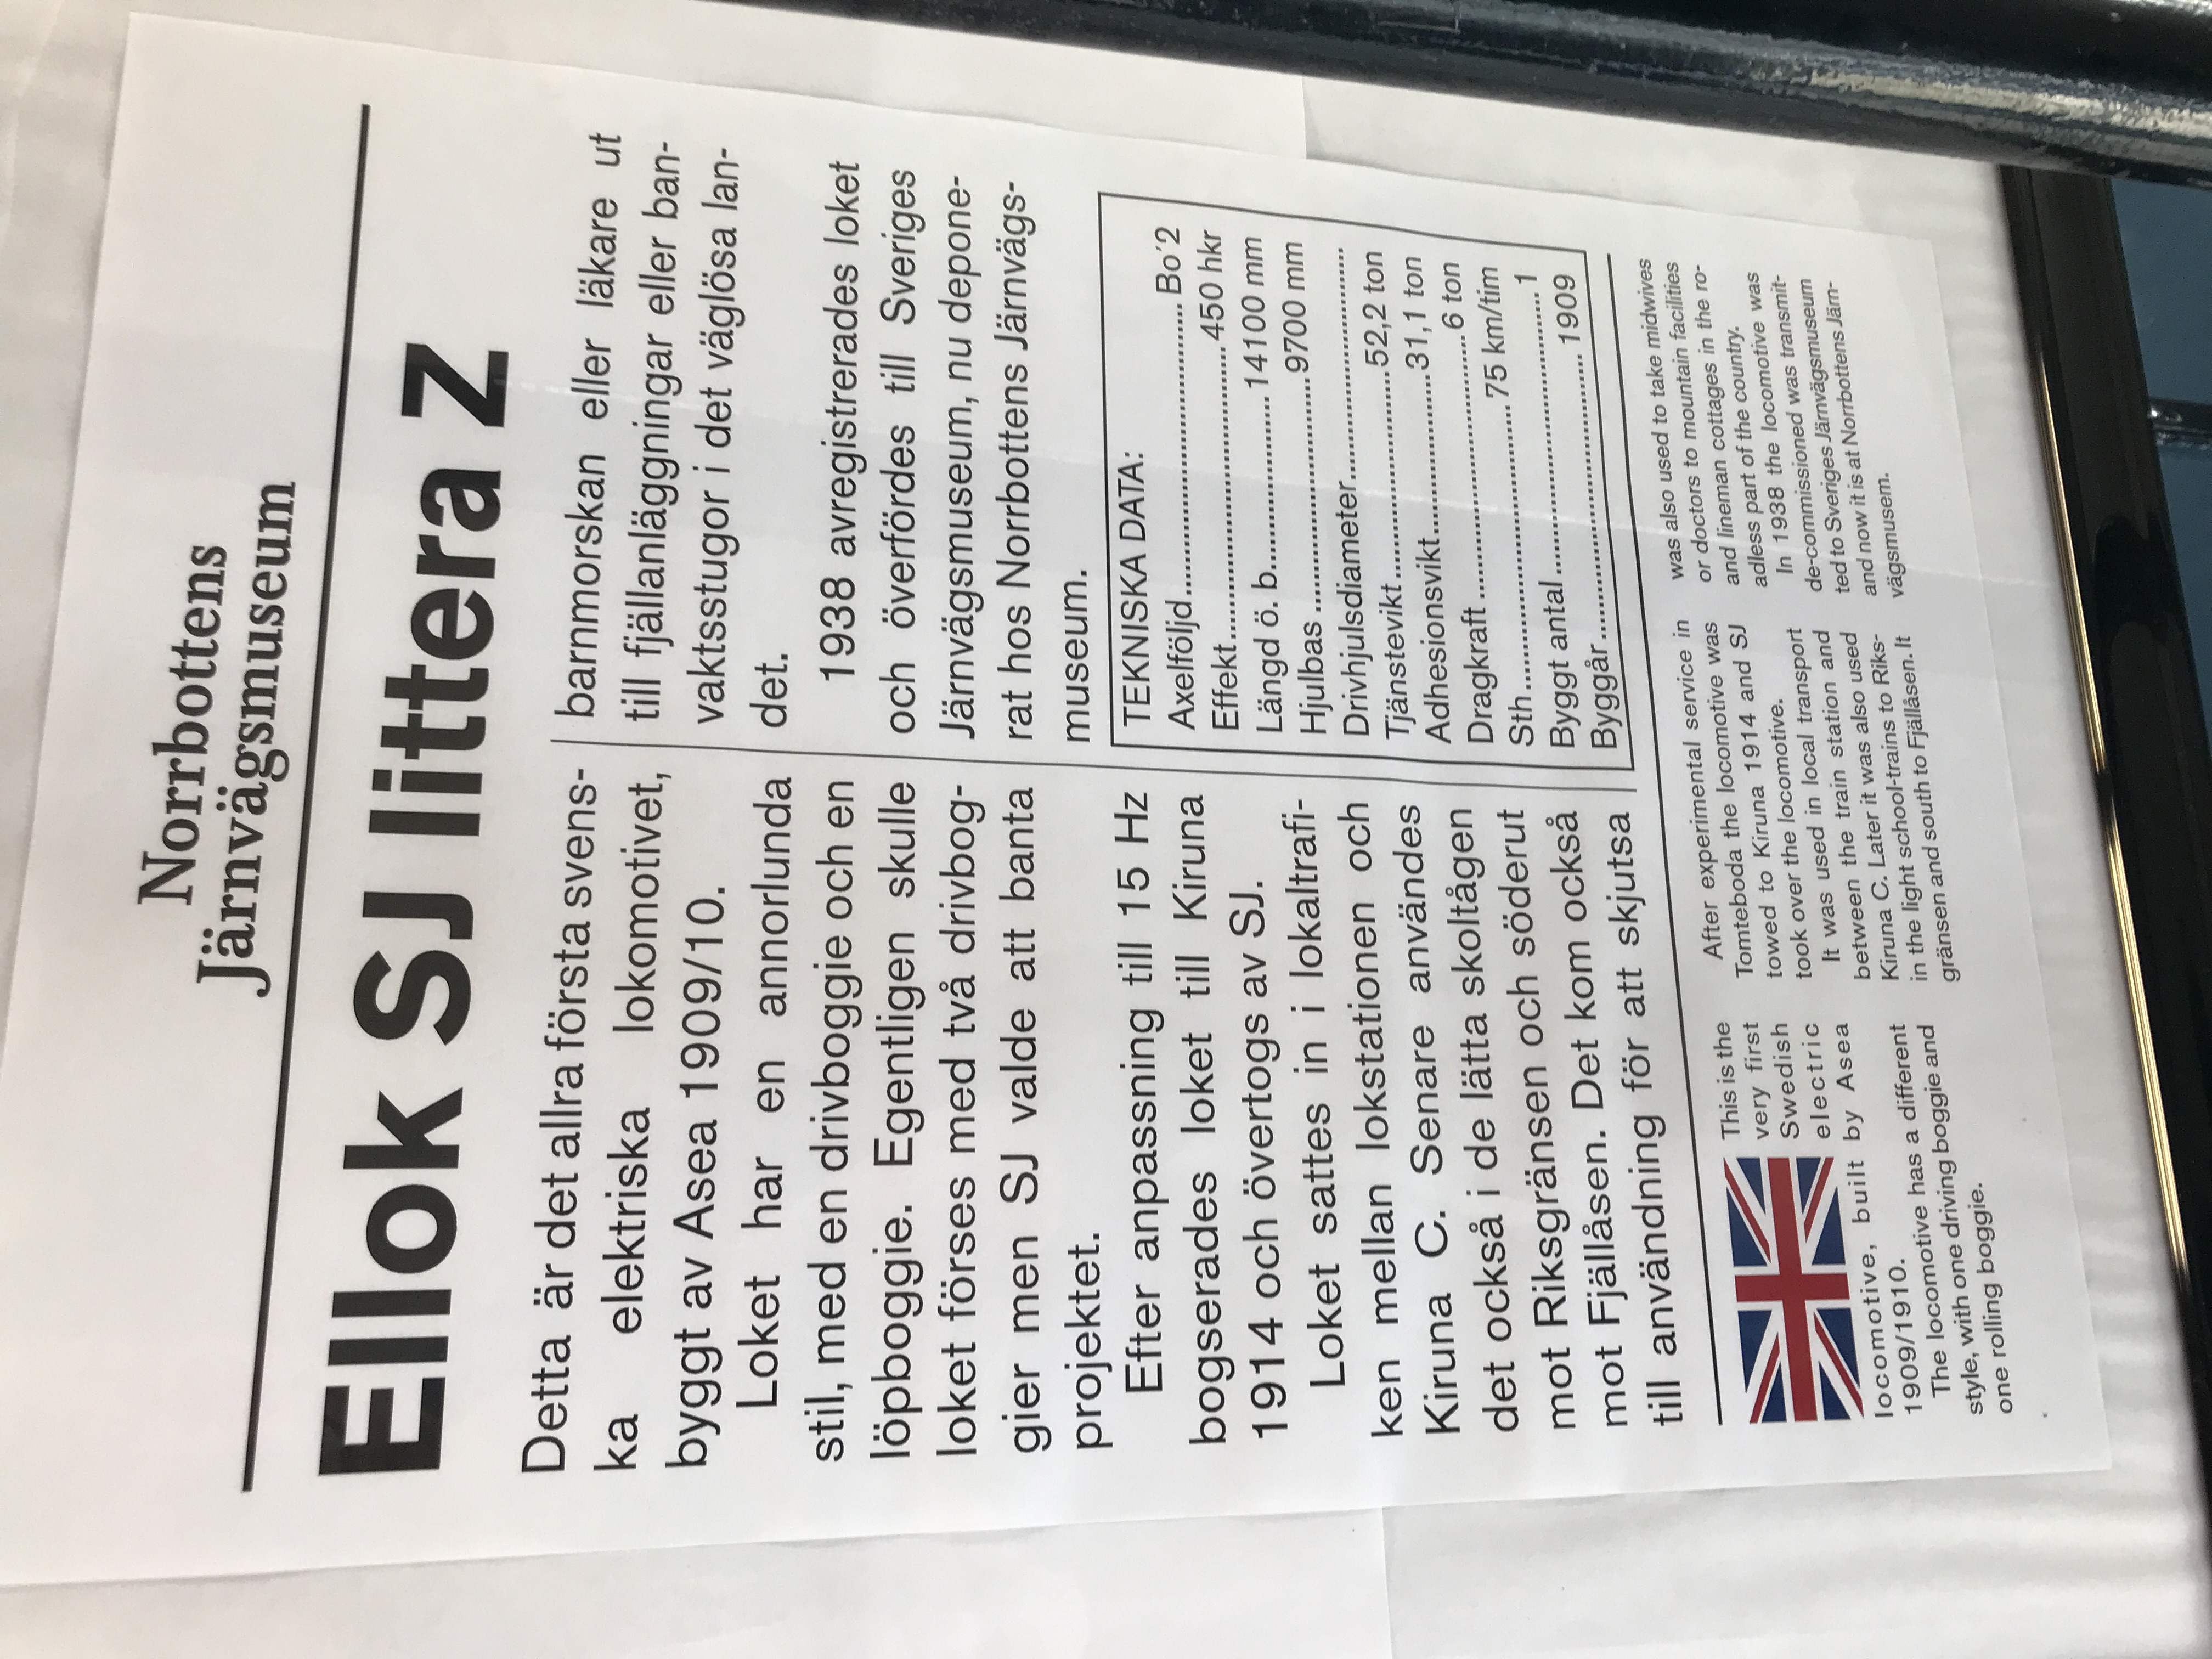 Norrbottens
Järnvägsmuseum
Ellok SJ littera Z
Detta är det allra första svens-
ka elektriska lokomotivet,
byggt av Asea 1909/10.
Loket har en annorlunda
stil, med en drivboggie och en
löpboggie. Egentligen skulle
loket förses med två drivbog-
gier men SJ valde att banta
projektet.
Efter anpassning till 15 Hz
bogserades loket till Kiruna
1914 och övertogs av SJ.
Loket sattes in i lokaltrafi-
ken mellan lokstationen och
Kiruna C. Senare användes
det också i de lätta skoltågen
mot Riksgränsen och söderut
mot Fjällåsen. Det kom också
till användning för att skjutsa
barnmorskan eller läkare ut
till fjällanläggningar eller ban-
vaktsstugor i det väglösa lan-
det.
1938 avregistrerades loket
och överfördes till Sveriges
Järnvägsmuseum, nu depone-
rat hos Norrbottens Järnvägs-
museum.
TEKNISKA DATA:
Axelföljd.................................. Bo´2
Effekt..................................450 hkr
Längd ö. b.................... 14100 mm
Hjulbas ............................9700 mm
Drivhjulsdiameter............................
Tjänstevikt.........................52,2 ton
Adhesionsvikt...................31,1 ton
Dragkraft ..............................6 ton
Sth................................ 75 km/tim
Byggt antal................................1
Byggår ................................ 1909
This is the
very first
Swedish
electric
locomotive, built by Asea
1909/1910.
The locomotive has a different
style, with one driving boggie and
one rolling boggie.
After experimental service in
Tomteboda the locomotive was
towed to Kiruna 1914 and SJ
took over the locomotive.
It was used in local transport
between the train station and
Kiruna C. Later it was also used
in the light school-trains to Riks-
gränsen and south to Fjällåsen. It
was also used to take midwives
or doctors to mountain facilities
and lineman cottages in the ro-
adless part of the country.
In 1938 the locomotive was
de-commissioned was transmit-
ted to Sveriges Järnvägsmuseum
and now it is at Norrbottens Järn-
vägsmusem.